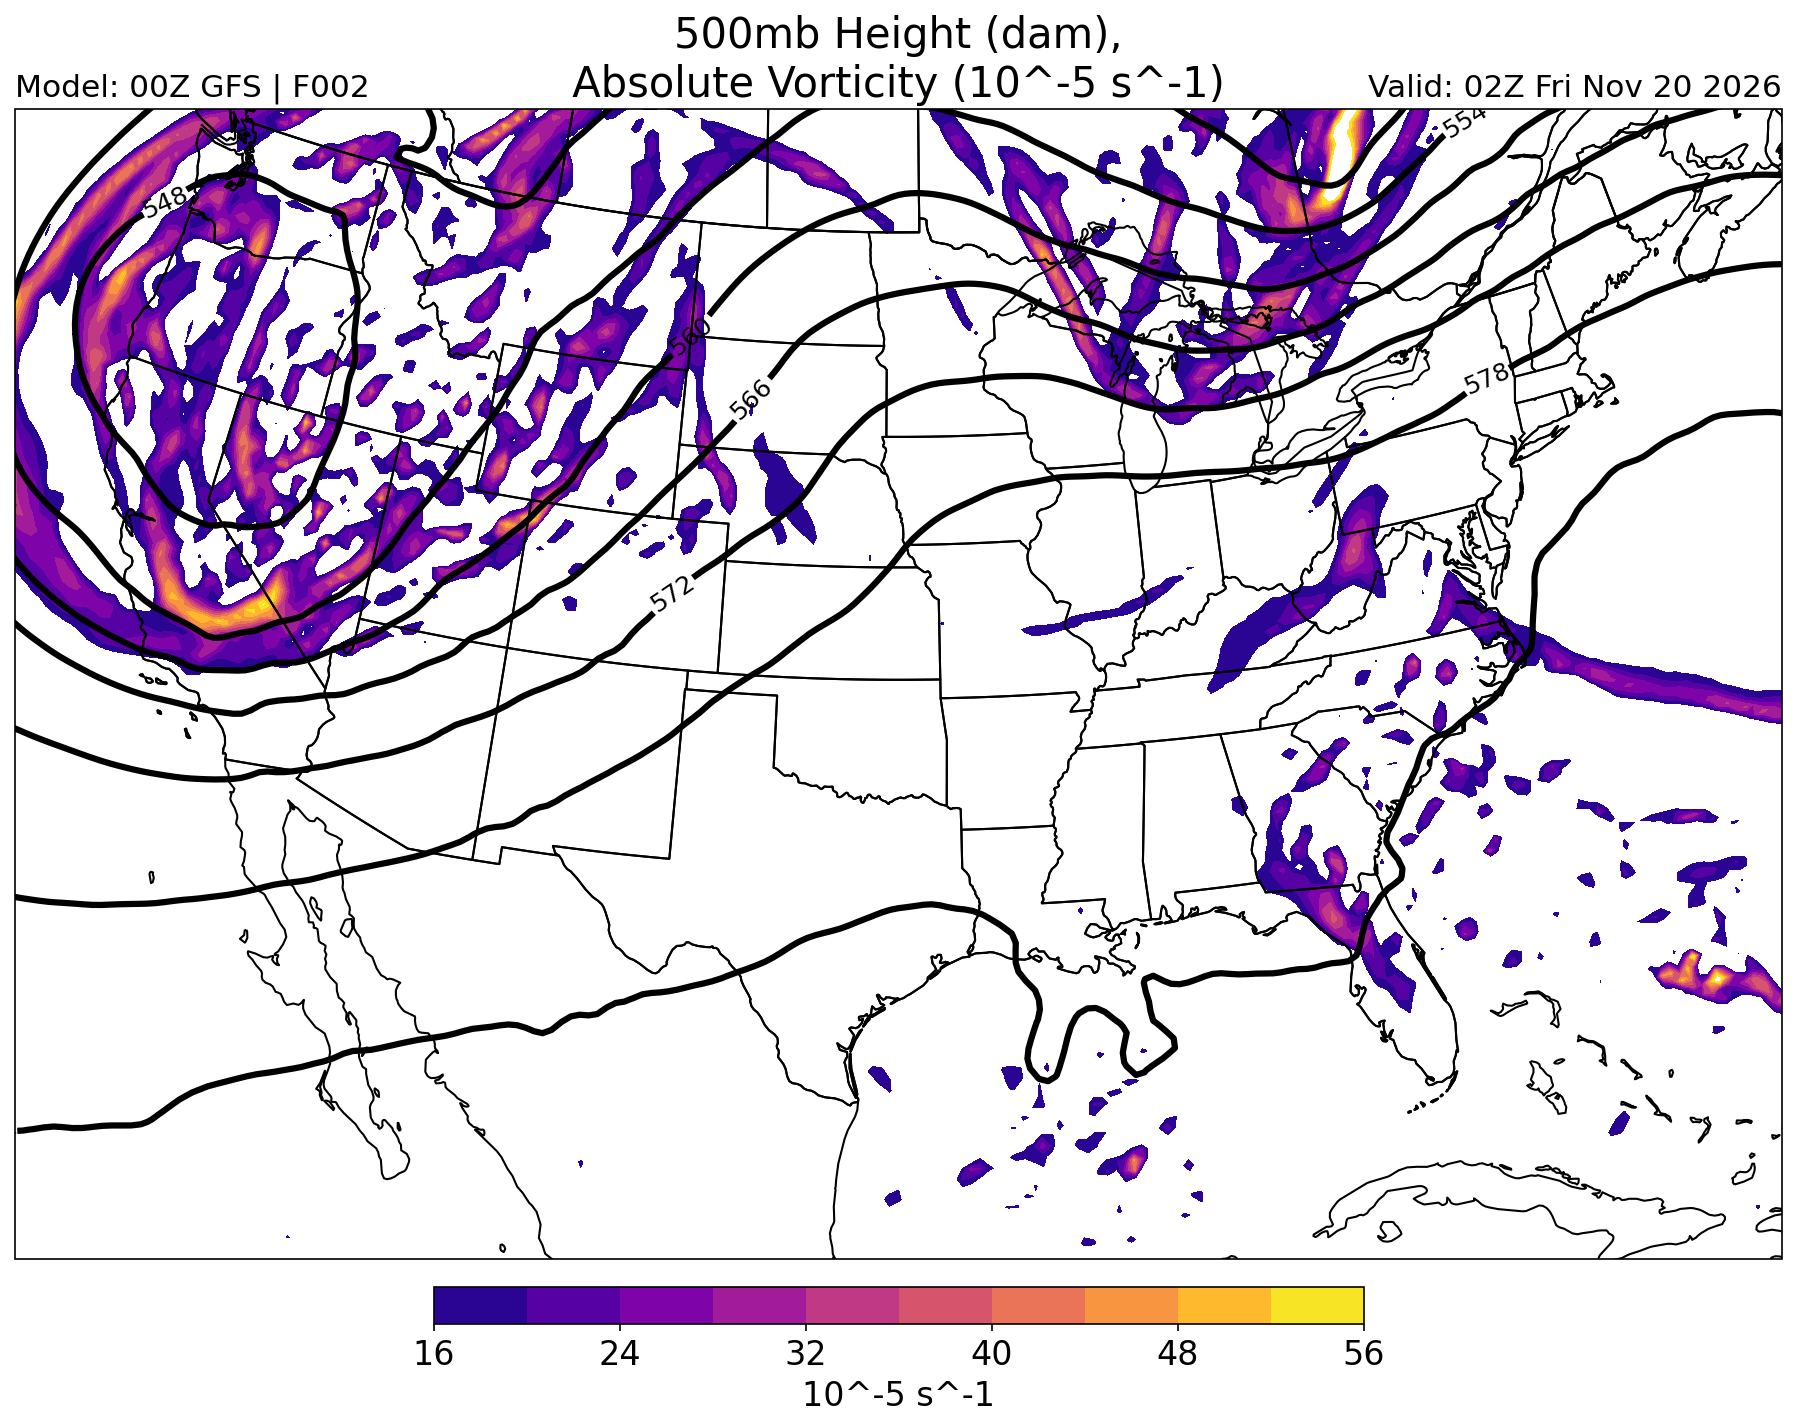 500mb Height (dam),
Model: 00Z GFS | F002
Absolute Vorticity (10^-5 s^-1)
Valid: 02Z Fri Nov 20 2026
554
548
560
566
578
572
16 24 32 40 48 56
10^-5 s^-1